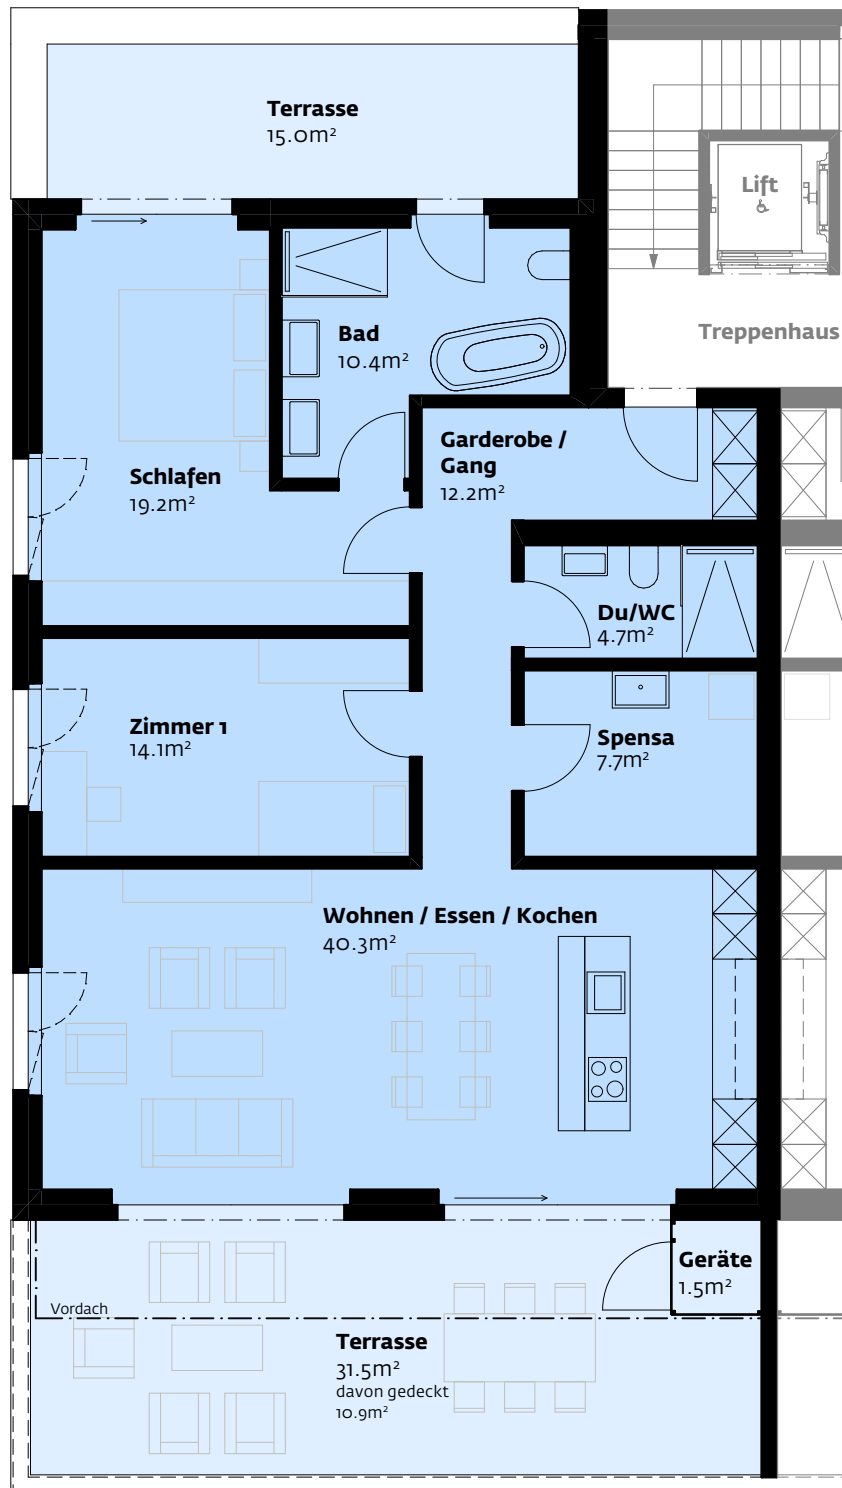 Terrasse
15.0m²
Lift
Treppenhaus
Bad
10.4m²
Garderobe /
Gang
12.2m²
Schlafen
19.2m²
Du/WC
4.7m²
Zimmer 1
14.1m²
Spensa
7.7m²
Wohnen / Essen / Kochen
40.3m²
Geräte
1.5m²
Vordach
Terrasse
31.5m²
davon gedeckt
10.9m²